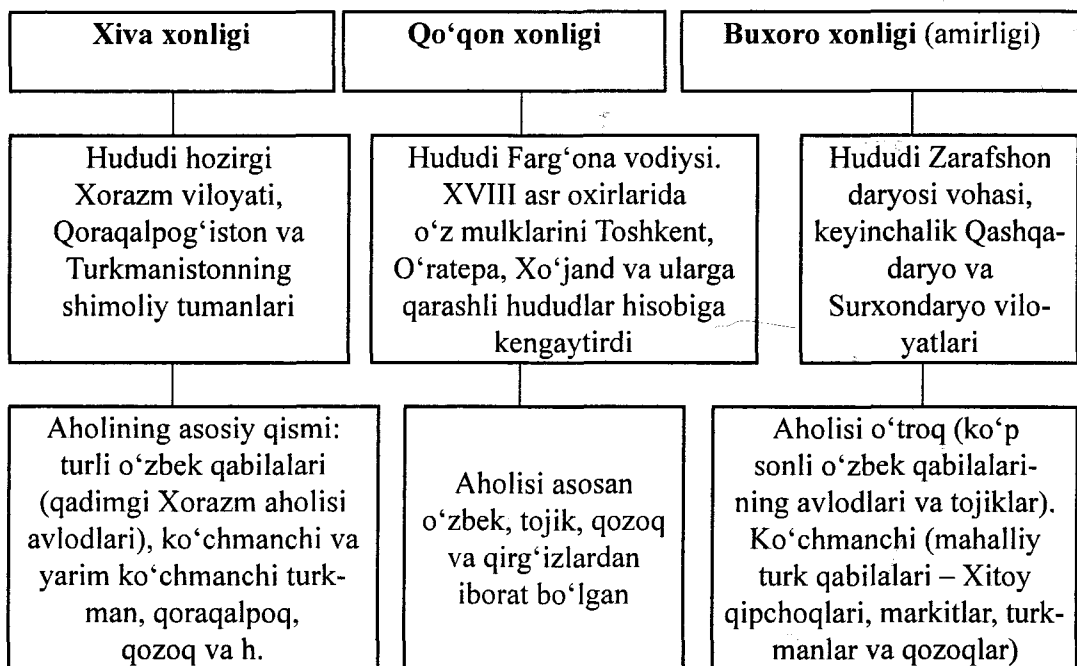 Xiva xonligi
Hududi hozirgi
Xorazm viloyati,
Qoraqalpog‘iston va
Turkmanistonning
shimoliy tumanlari
Aholining asosiy qismi:
turli o‘zbek qabilalari
(qadimgi Xorazm aholisi
avlodlari), ko‘chmanchi va
yarim ko‘chmanchi turk-
man, qoraqalpoq,
qozoq va h.
Qo‘qon xonligi
Hududi Farg‘ona vodiysi.
XVIII asr oxirlarida
o‘z mulklarini Toshkent,
O‘ratepa, Xo‘jand va ularga
qarashli hududlar hisobiga
kengaytirdi
Aholisi asosan
o‘zbek, tojik, qozoq
va qirg‘izlardan
iborat bo‘lgan
Buxoro xonligi (amirligi)
Hududi Zarafshon
daryosi vohasi,
keyinchalik Qashqa-
daryo va
Surxondaryo vilo-
yatlari
Aholisi o‘troq (ko‘p
sonli o‘zbek qabilalari-
ning avlodlari va tojiklar).
Ko‘chmanchi (mahalliy
turk qabilalari – Xitoy
qipchoqlari, markitlar, turk-
manlar va qozoqlar)